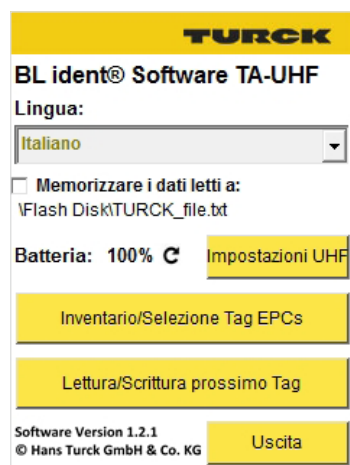 TURCK
BL ident® Software TA-UHF
Lingua:
Italiano
Memorizzare i dati letti a:
\Flash Disk\TURCK_file.txt
Batteria: 100% Impostazioni UHF
Inventario/Selezione Tag EPCs
Lettura/Scrittura prossimo Tag
Software Version 1.2.1
© Hans Turck GmbH & Co. KG
Uscita